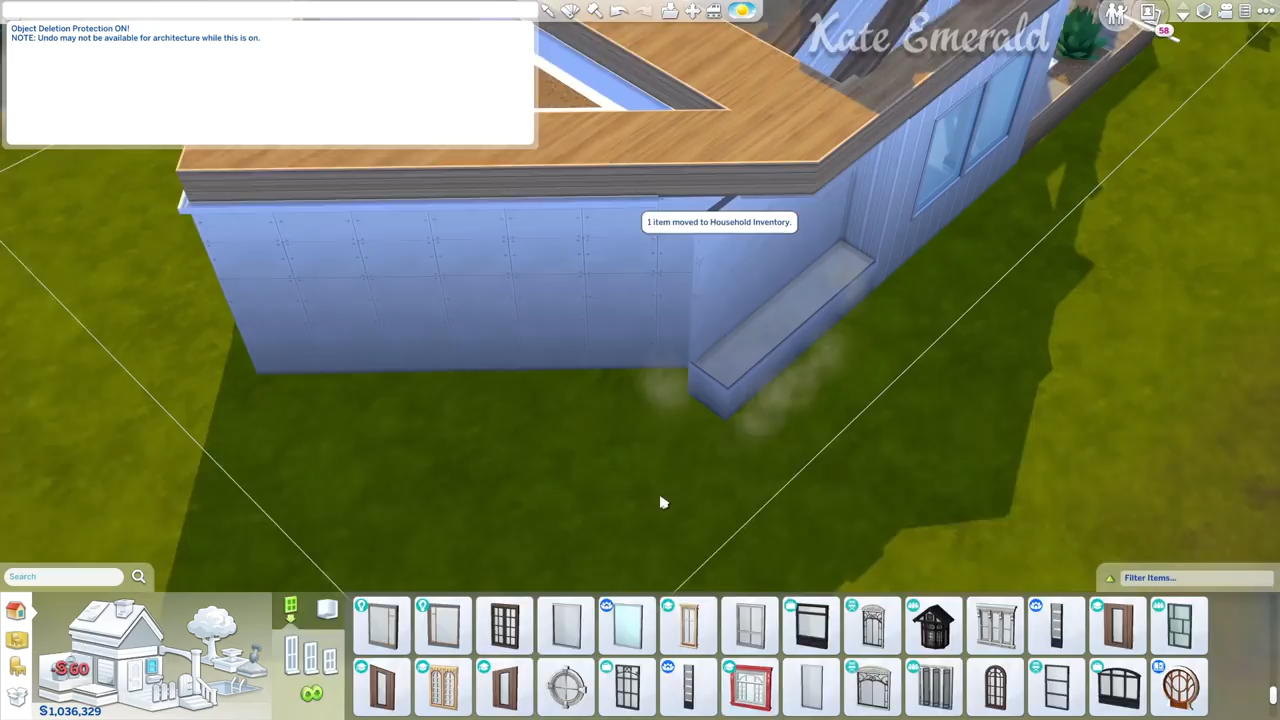 Object Deletion Protection ON!
NOTE: Undo may not be available for architecture while this is on.
Kate Emerald
58
1 item moved to Household Inventory.
Search
Filter Items...
-$60
$1,036,329